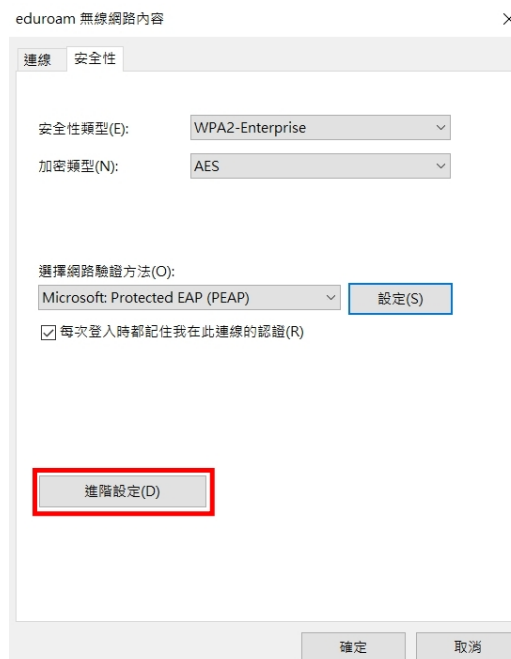 eduroam 無線網路內容
連線 安全性
安全性類型(E): WPA2-Enterprise
加密類型(N): AES
選擇網路驗證方法(O):
Microsoft: Protected EAP (PEAP) 設定(S)
每次登入時都記住我在此連線的認證(R)
進階設定(D)
確定 取消